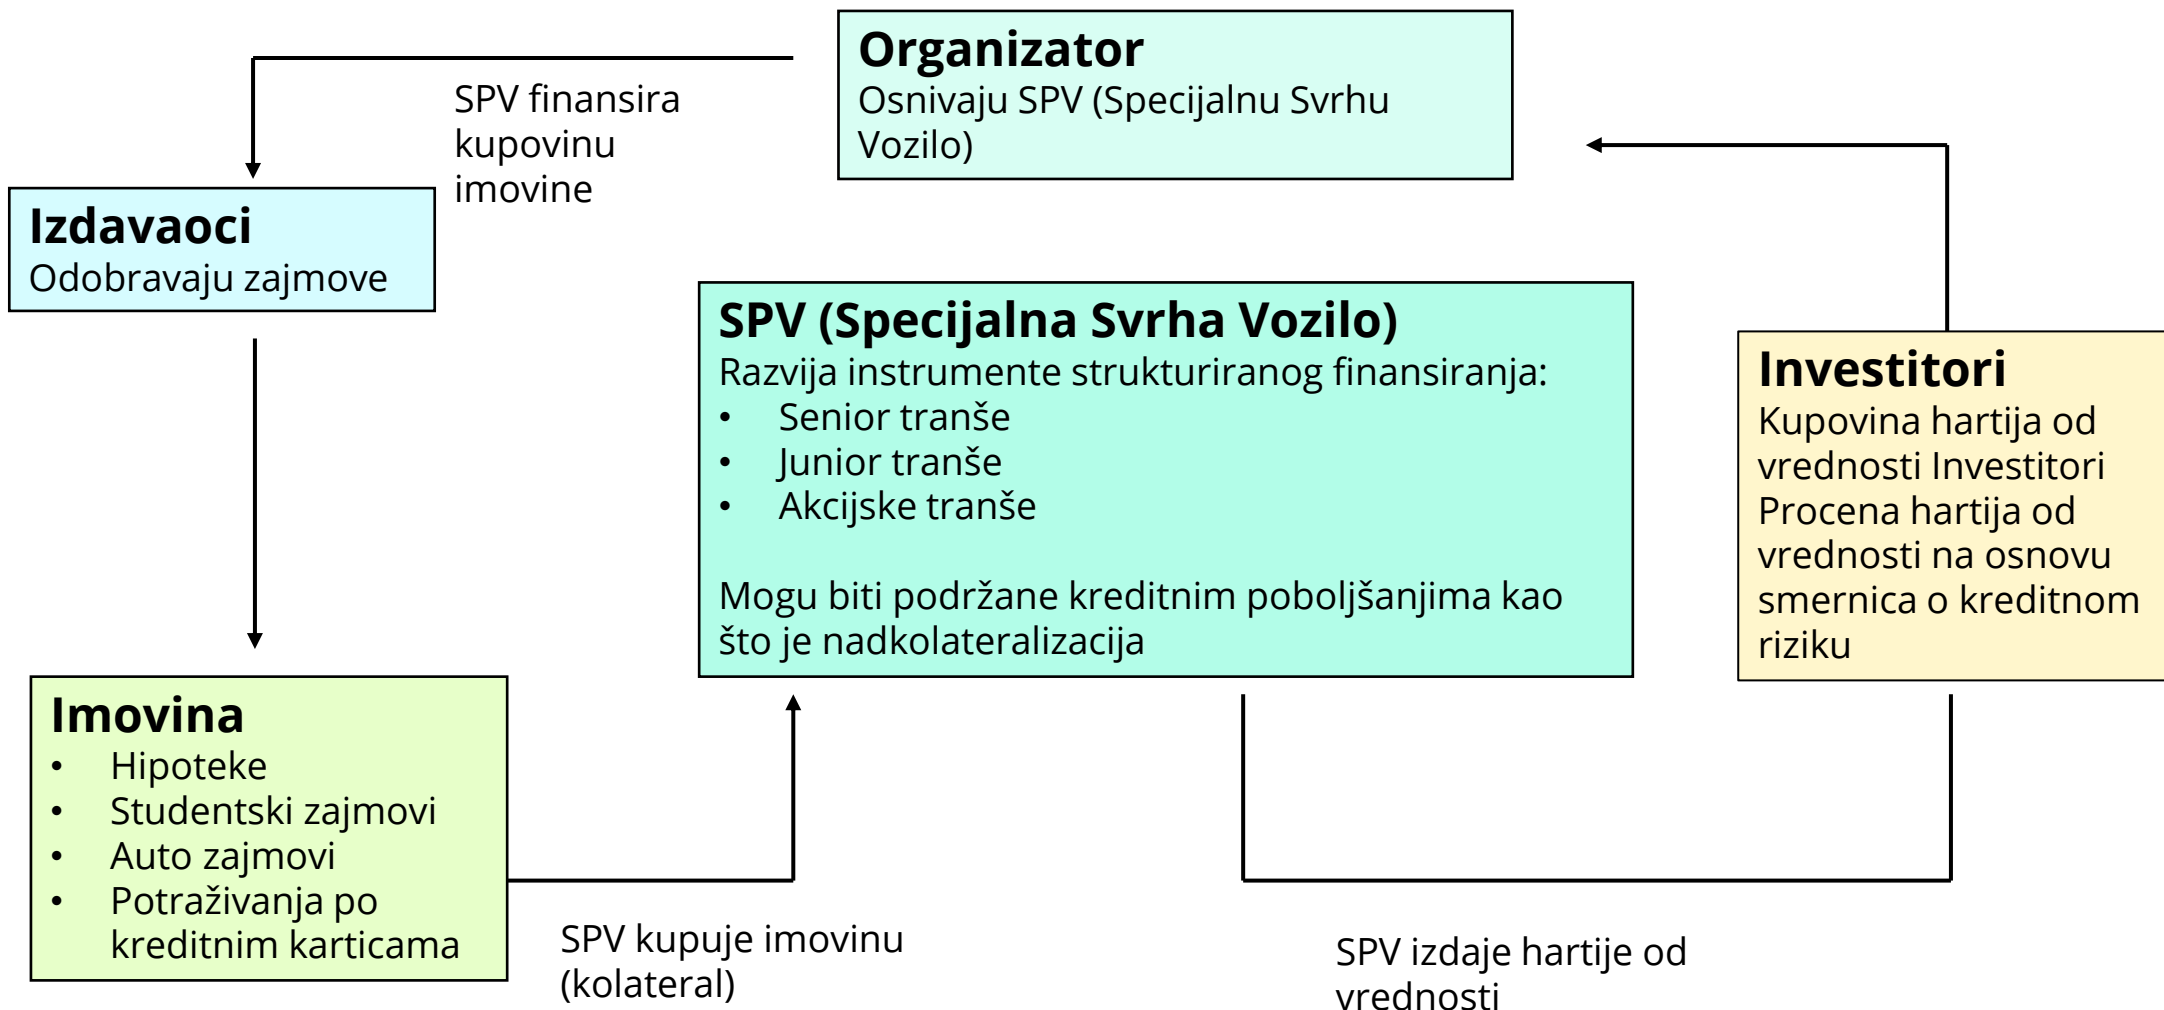 Organizator
Osnivaju SPV (Specijalnu Svrhu
Vozilo)
SPV finansira
kupovinu
imovine
Izdavaoci
Odobravaju zajmove
SPV (Specijalna Svrha Vozilo)
Razvija instrumente strukturiranog finansiranja:
• Senior tranše
• Junior tranše
• Akcijske tranše
Mogu biti podržane kreditnim poboljšanjima kao
što je nadkolateralizacija
Investitori
Kupovina hartija od
vrednosti Investitori
Procena hartija od
vrednosti na osnovu
smernica o kreditnom
riziku
Imovina
• Hipoteke
• Studentski zajmovi
• Auto zajmovi
• Potraživanja po
kreditnim karticama
SPV kupuje imovinu
(kolateral)
SPV izdaje hartije od
vrednosti